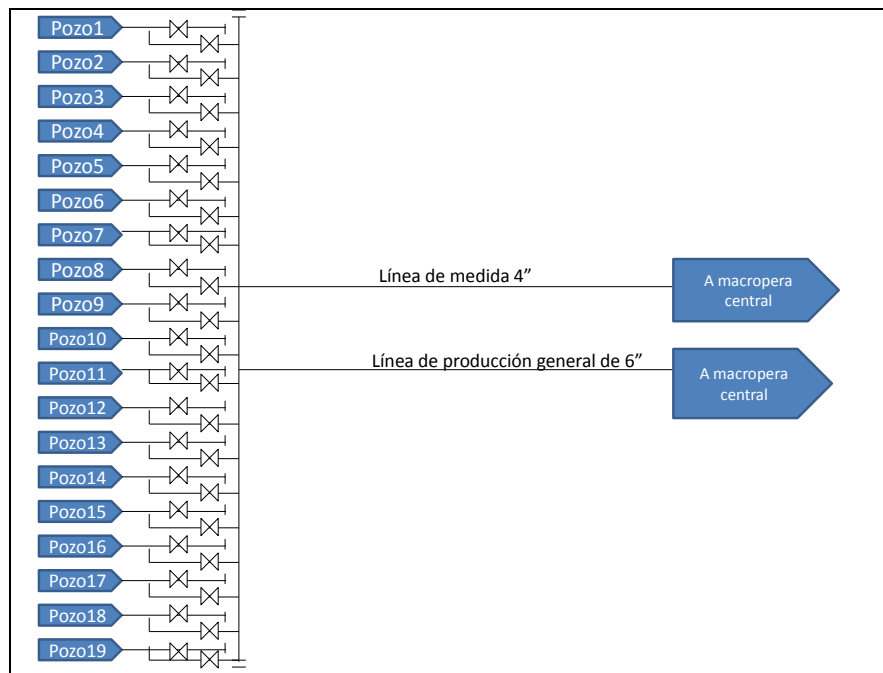 Pozo1
Pozo2
Pozo3
Pozo4
Pozo5
Pozo6
Pozo7
Pozo8
Pozo9
Pozo10
Pozo11
Pozo12
Pozo13
Pozo14
Pozo15
Pozo16
Pozo17
Pozo18
Pozo19
Línea de medida 4”
A macropera
central
Línea de producción general de 6”
A macropera
central